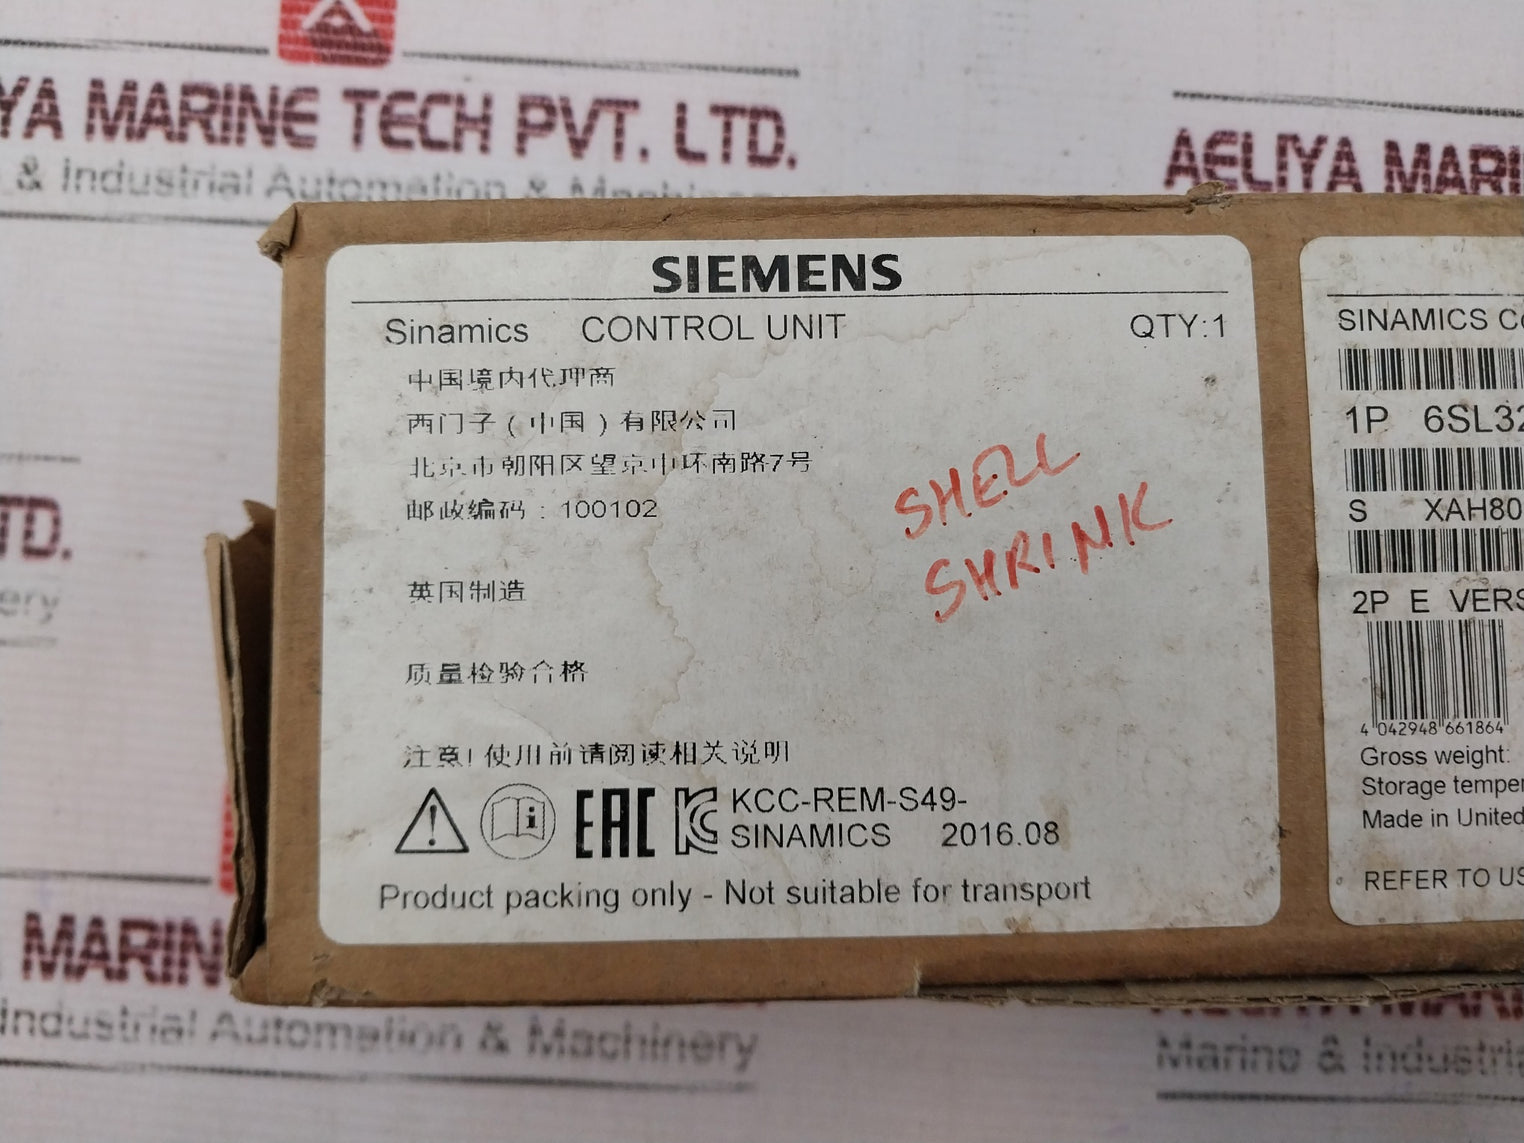 YA MARINE TECH PVT. LTD.
& Industrial Automation & Machinery
AELIYA MARI
SIEMENS
Sinamics CONTROL UNIT QTY:1
中国境内代理商
西门子(中国)有限公司
北京市朝阳区望京中环南路7号
邮政编码:100102
英国制造
质量检验合格
注意!使用前请阅读相关说明
EAC KCC-REM-S49-
SINAMICS 2016.08
Product packing only - Not suitable for transport
SHELL
SHRINK
SINAMICS Co
1P 6SL32
S XAH80
2P E VERS
4 042948 661864
Gross weight:
Storage temper
Made in United
REFER TO US
TD.
ery
MARIN
Industrial Automation & Machinery
Marine & Industria